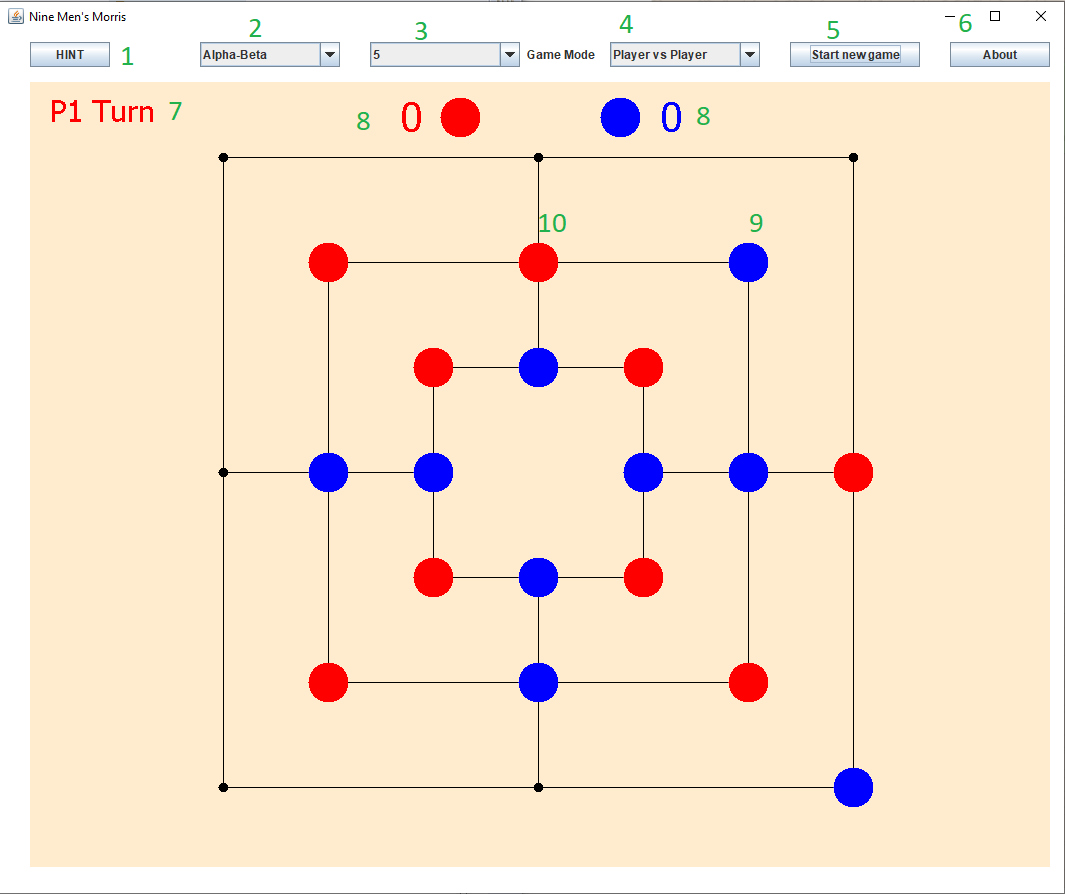 Nine Men's Morris
2 3 4 5 6
HINT 1 Alpha-Beta 5 Game Mode Player vs Player Start new game About
P1 Turn 7 8 0 0 8
10 9